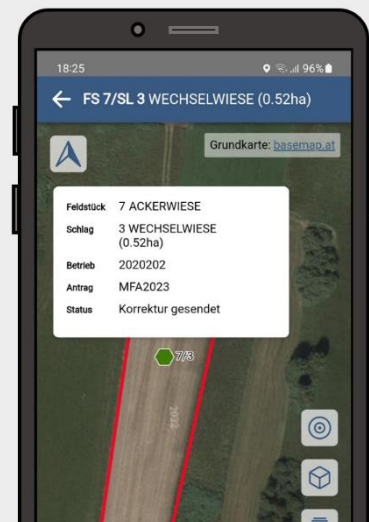 18:25 96%
FS 7/SL 3 WECHSELWIESE (0.52ha)
Grundkarte: basemap.at
Feldstück 7 ACKERWIESE
Schlag 3 WECHSELWIESE
(0.52ha)
Betrieb 2020202
Antrag MFA2023
Status Korrektur gesendet
7/3
2022